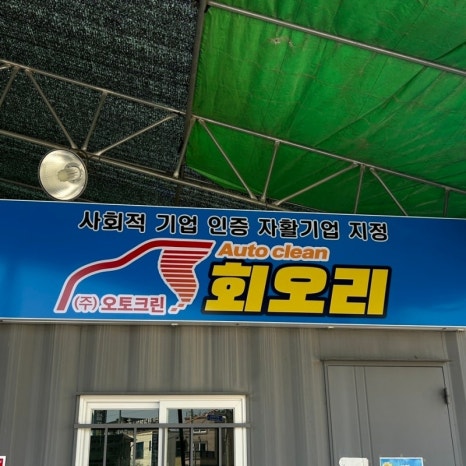 사회적 기업 인증 자활기업 지정
Auto clean
(주) 오토크린
회오리